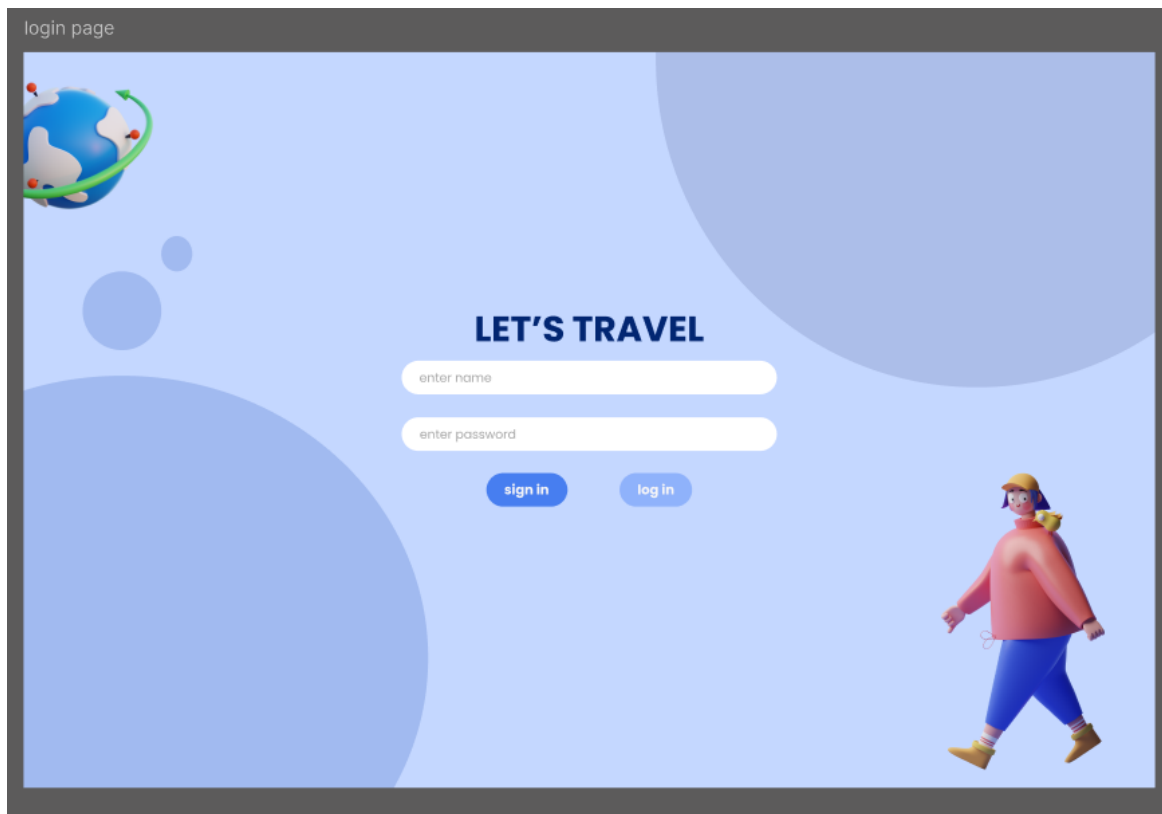 login page
LET’S TRAVEL
enter name
enter password
sign in
log in